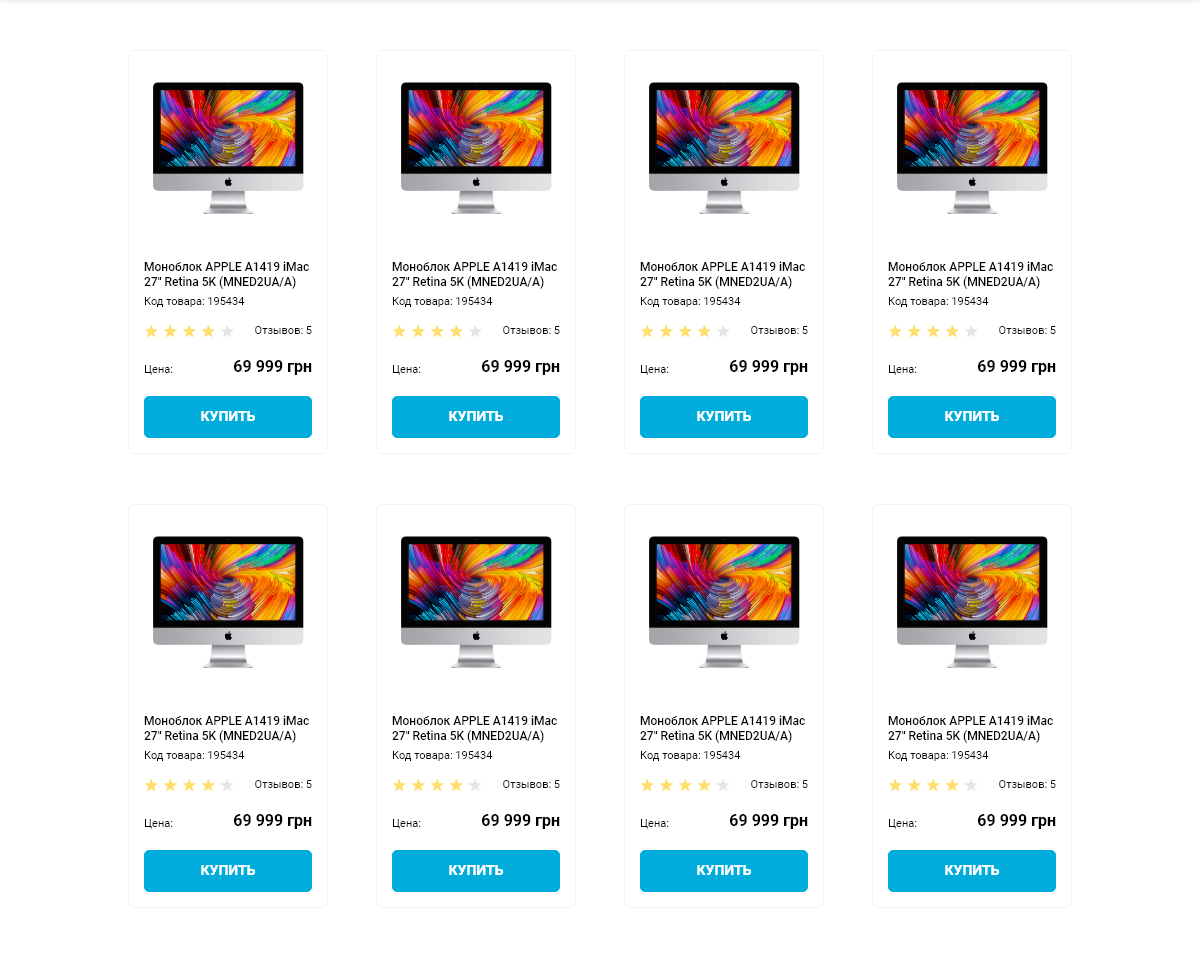 Моноблок APPLE A1419 iMac
27" Retina 5K (MNED2UA/A)
Код товара: 195434
Отзывов: 5
Цена: 69 999 грн
КУПИТЬ
Моноблок APPLE A1419 iMac
27" Retina 5K (MNED2UA/A)
Код товара: 195434
Отзывов: 5
Цена: 69 999 грн
КУПИТЬ
Моноблок APPLE A1419 iMac
27" Retina 5K (MNED2UA/A)
Код товара: 195434
Отзывов: 5
Цена: 69 999 грн
КУПИТЬ
Моноблок APPLE A1419 iMac
27" Retina 5K (MNED2UA/A)
Код товара: 195434
Отзывов: 5
Цена: 69 999 грн
КУПИТЬ
Моноблок APPLE A1419 iMac
27" Retina 5K (MNED2UA/A)
Код товара: 195434
Отзывов: 5
Цена: 69 999 грн
КУПИТЬ
Моноблок APPLE A1419 iMac
27" Retina 5K (MNED2UA/A)
Код товара: 195434
Отзывов: 5
Цена: 69 999 грн
КУПИТЬ
Моноблок APPLE A1419 iMac
27" Retina 5K (MNED2UA/A)
Код товара: 195434
Отзывов: 5
Цена: 69 999 грн
КУПИТЬ
Моноблок APPLE A1419 iMac
27" Retina 5K (MNED2UA/A)
Код товара: 195434
Отзывов: 5
Цена: 69 999 грн
КУПИТЬ